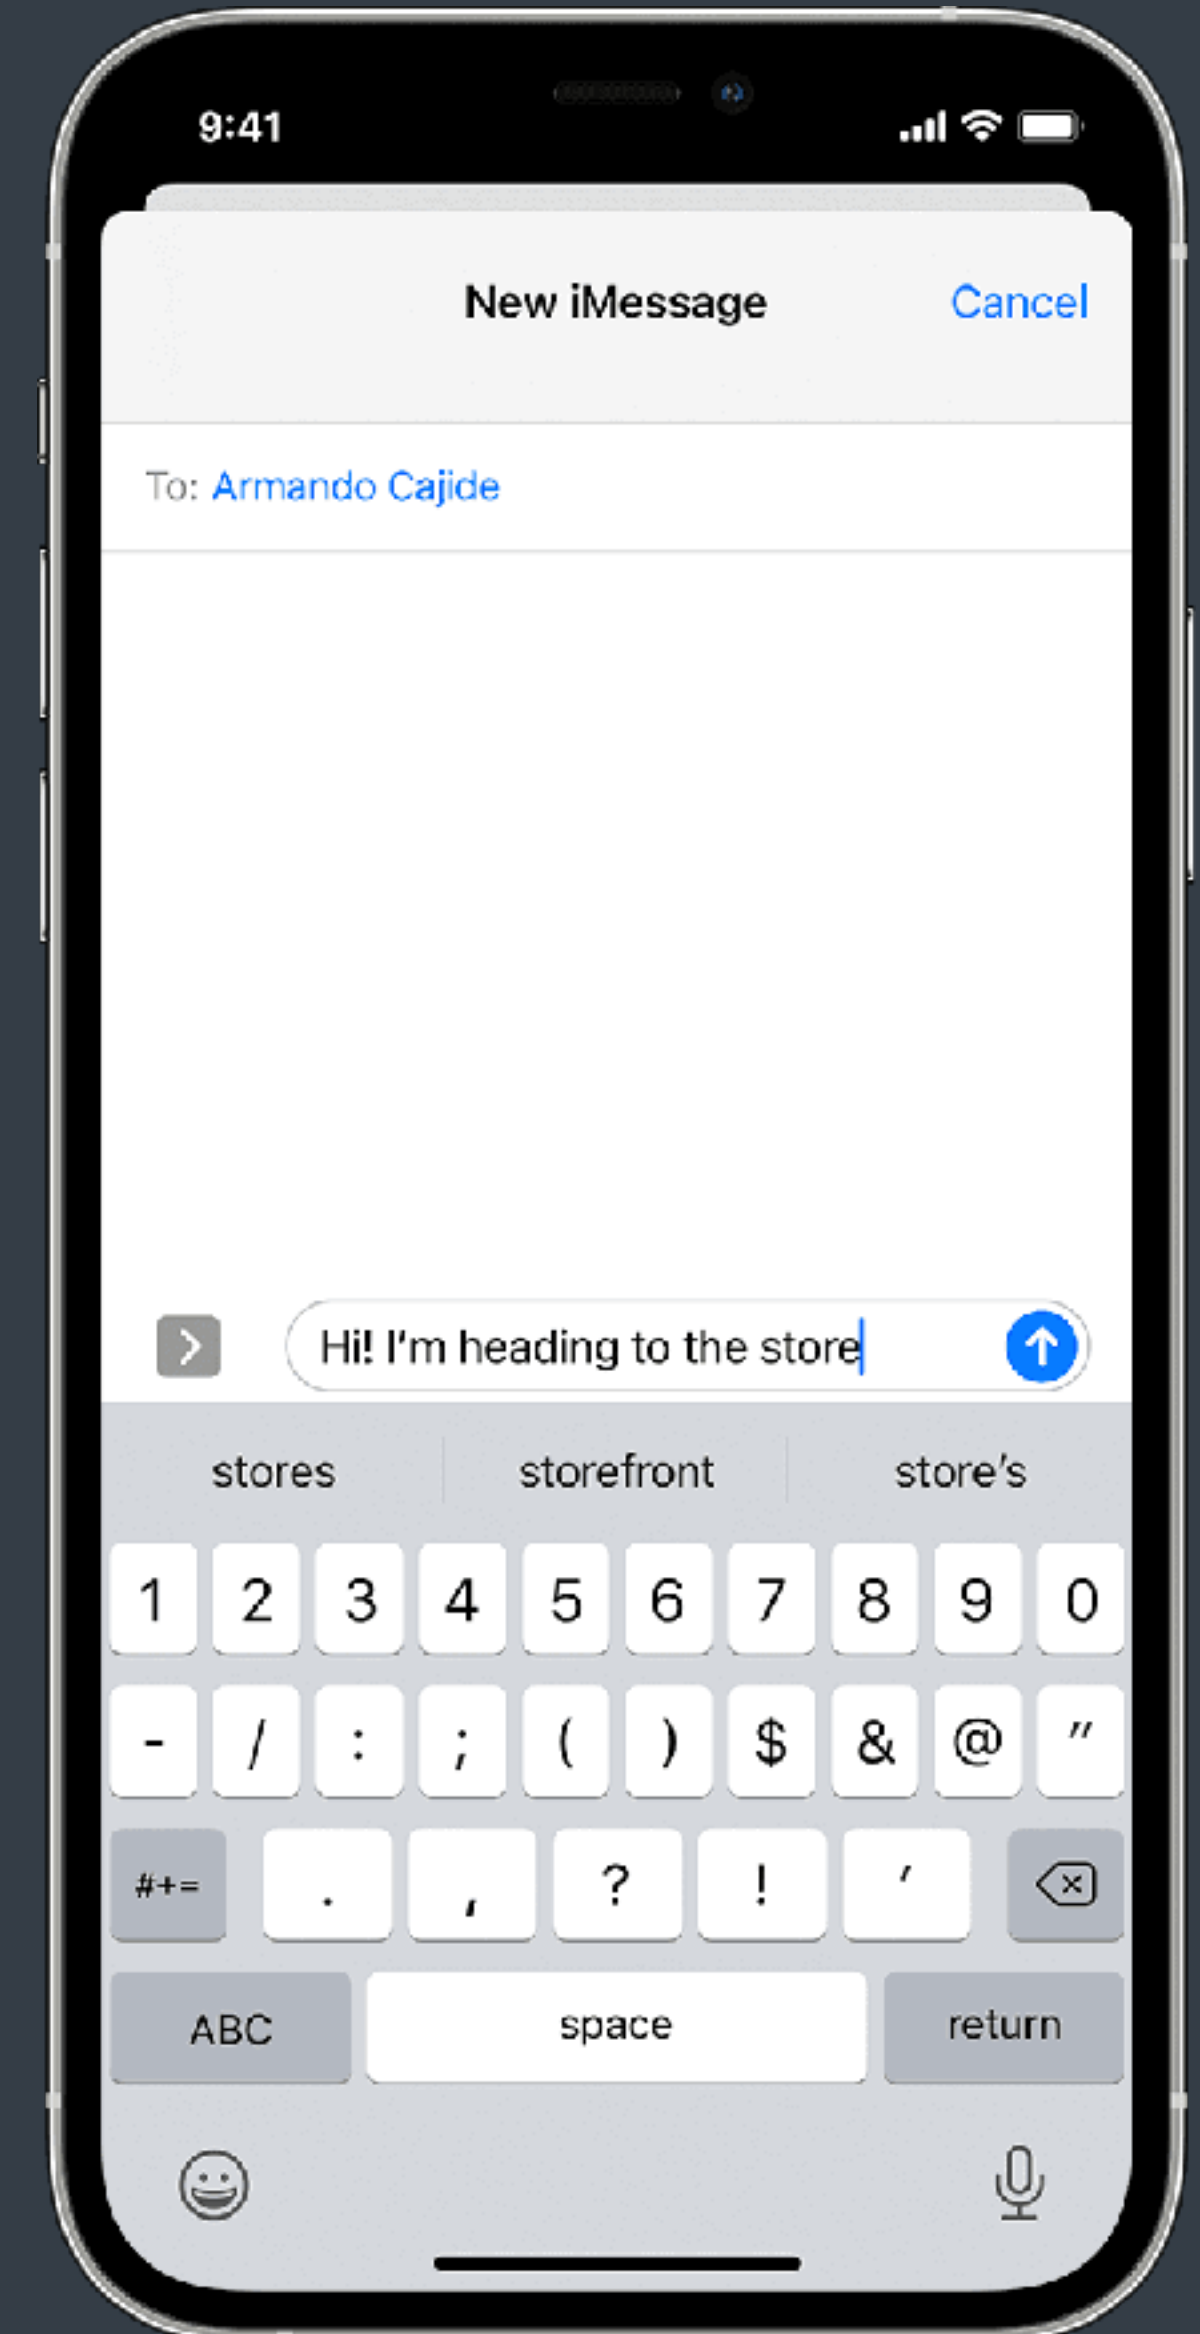 9:41
New iMessage Cancel
To: Armando Cajide
Hi! I'm heading to the store
stores storefront store's
1 2 3 4 5 6 7 8 9 0
- / : ; ( ) $ & @ "
#+= . , ? ! '
ABC space return